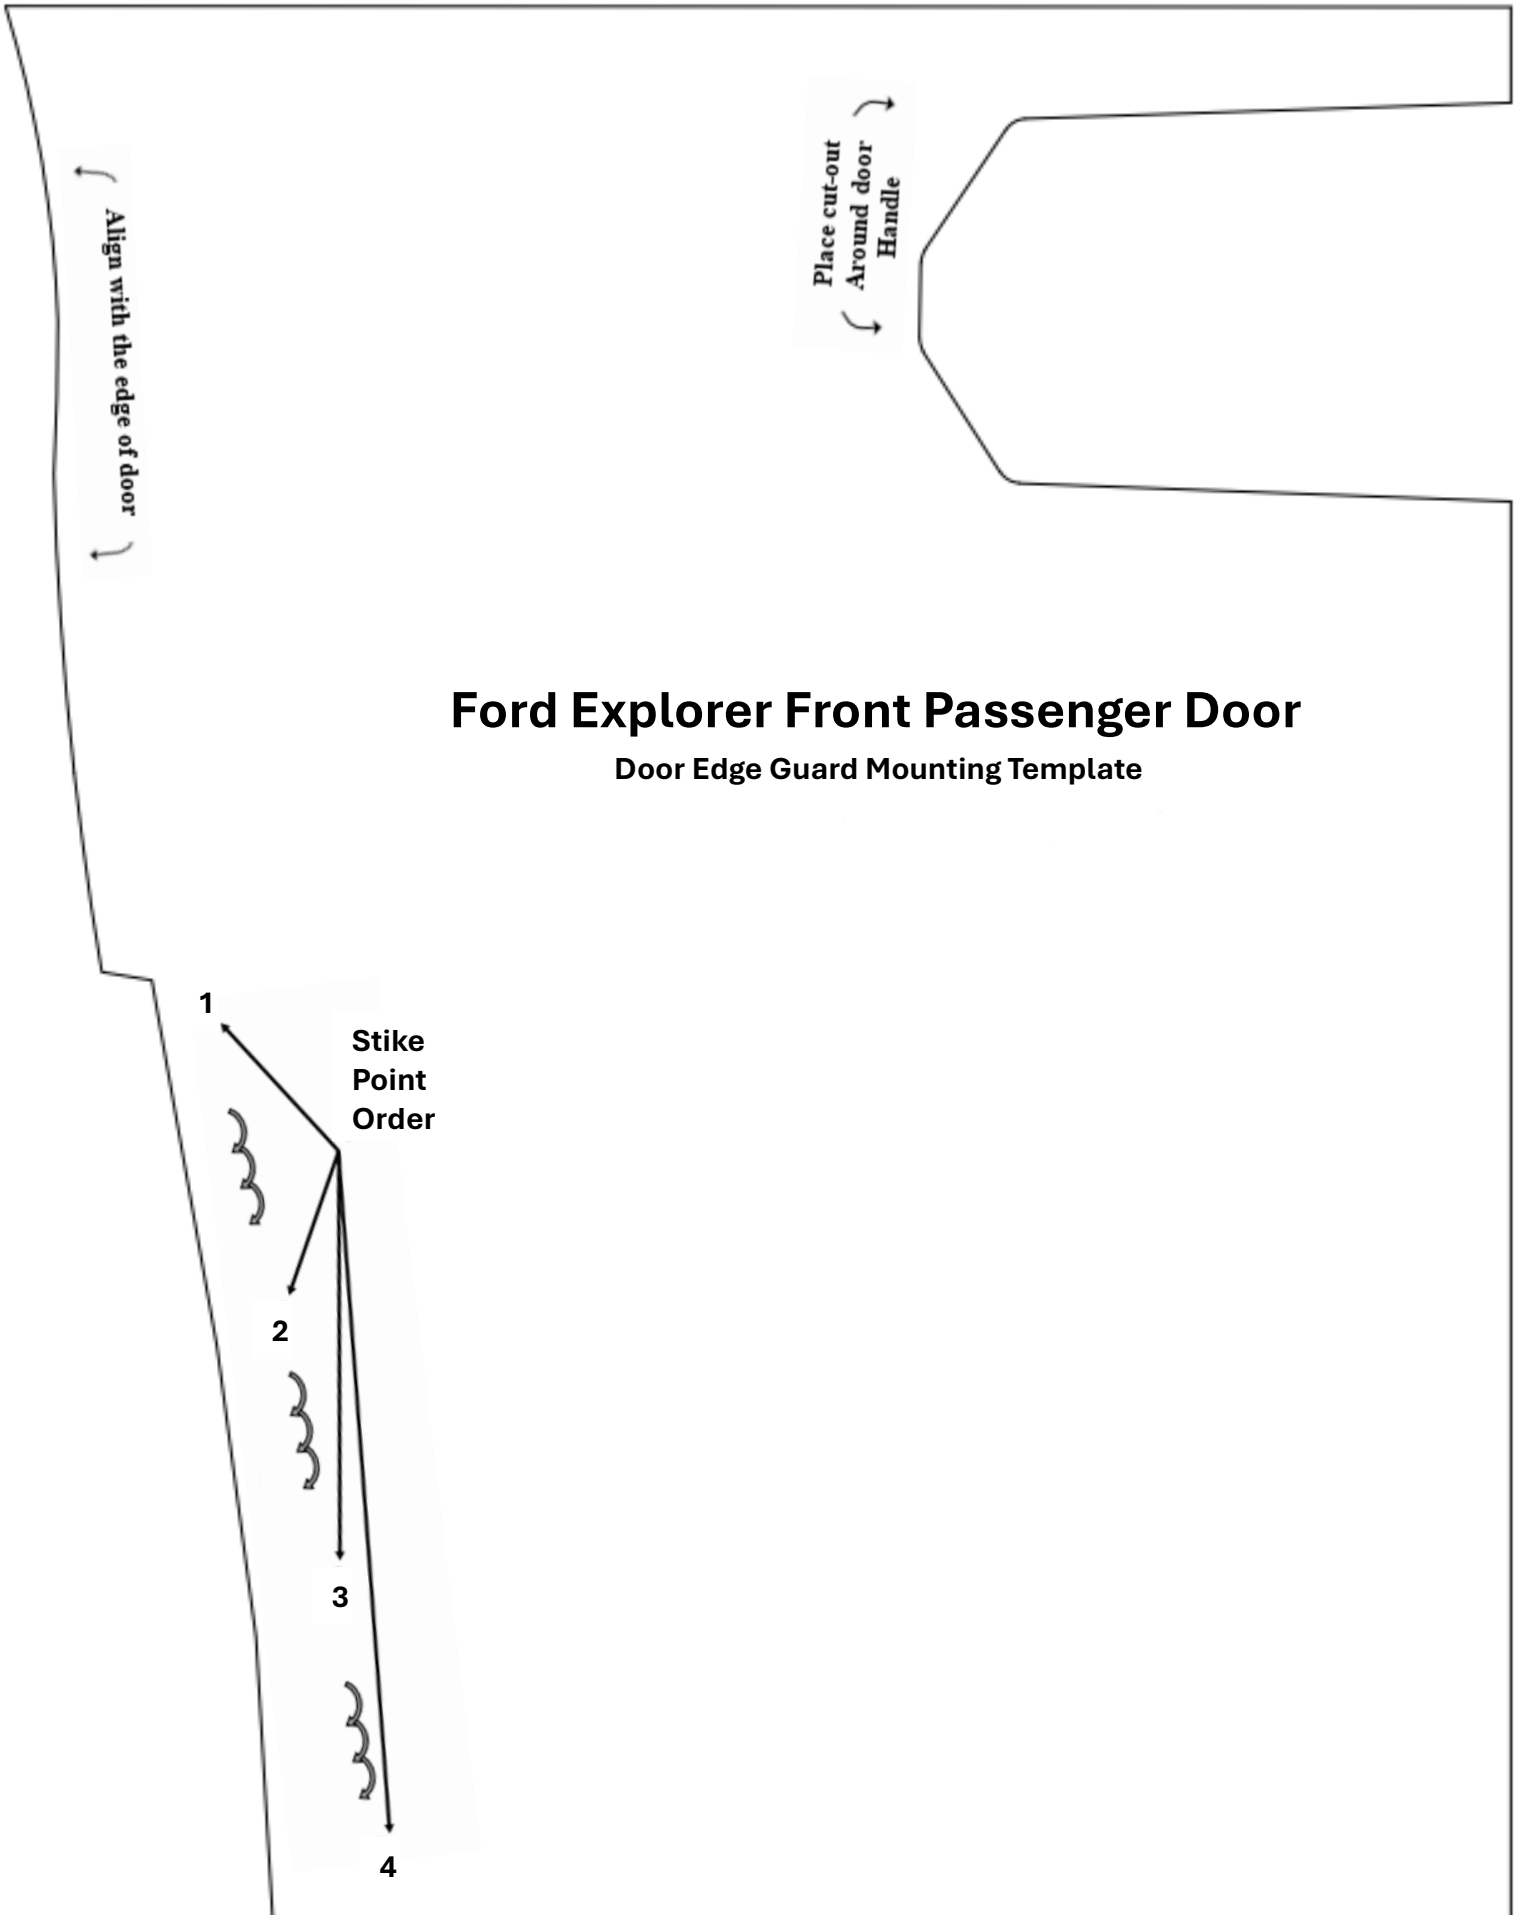 Place cut-out
Around door
Handle
Align with the edge of door
Ford Explorer Front Passenger Door
Door Edge Guard Mounting Template
1
Stike
Point
Order
2
3
4